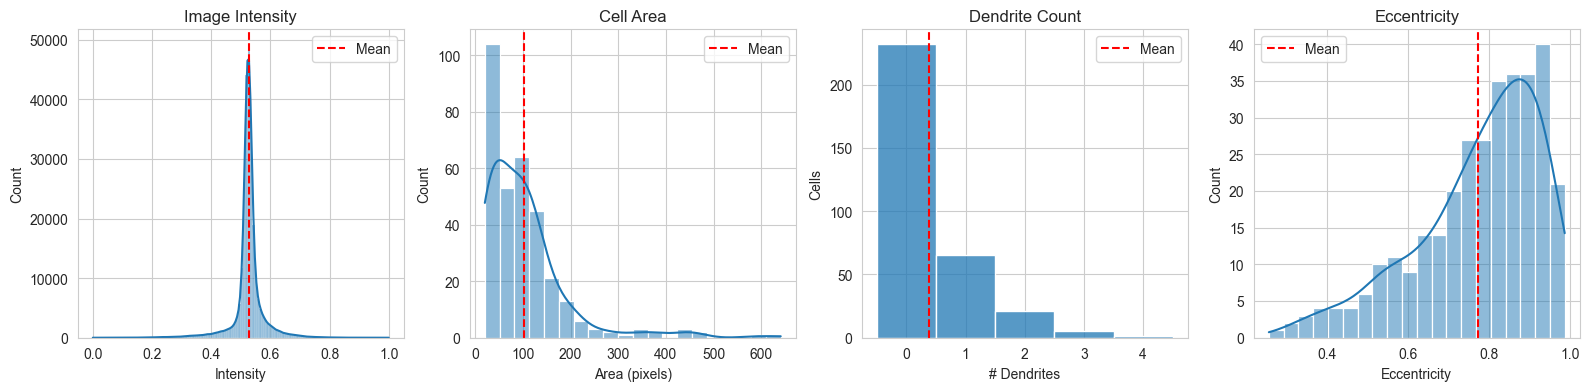 Image Intensity
Mean
50000
40000
30000
20000
10000
0
Count
0.0 0.2 0.4 0.6 0.8 1.0
Intensity
Cell Area
Mean
100
80
60
40
20
0
Count
0 100 200 300 400 500 600
Area (pixels)
Dendrite Count
Mean
200
150
100
50
0
Cells
0 1 2 3 4
# Dendrites
Eccentricity
Mean
40
35
30
25
20
15
10
5
0
Count
0.4 0.6 0.8 1.0
Eccentricity